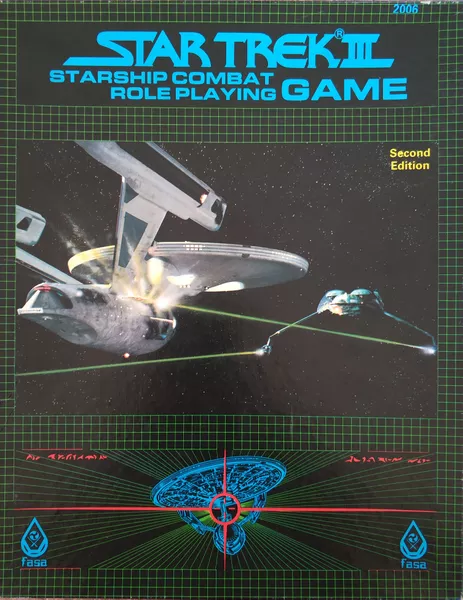 2006
STAR TREK® III
STARSHIP COMBAT
ROLE PLAYING GAME
Second
Edition
fasa
fasa